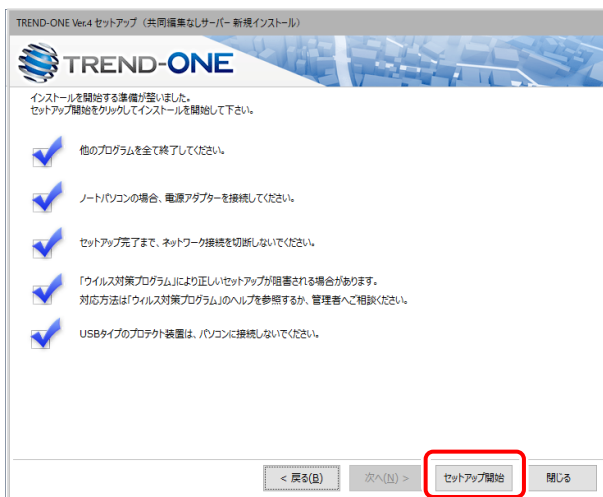 TREND-ONE Ver.4 セットアップ（共同編集なしサーバー 新規インストール）
TREND-ONE
インストールを開始する準備が整いました。
セットアップ開始をクリックしてインストールを開始して下さい。
他のプログラムを全て終了してください。
ノートパソコンの場合、電源アダプターを接続してください。
セットアップ完了まで、ネットワーク接続を切断しないでください。
「ウイルス対策プログラム」により正しいセットアップが阻害される場合があります。
対応方法は「ウィルス対策プログラム」のヘルプを参照するか、管理者へご相談ください。
USBタイプのプロテクト装置は、パソコンに接続しないでください。
< 戻る(B) 次へ(N) > セットアップ開始 閉じる